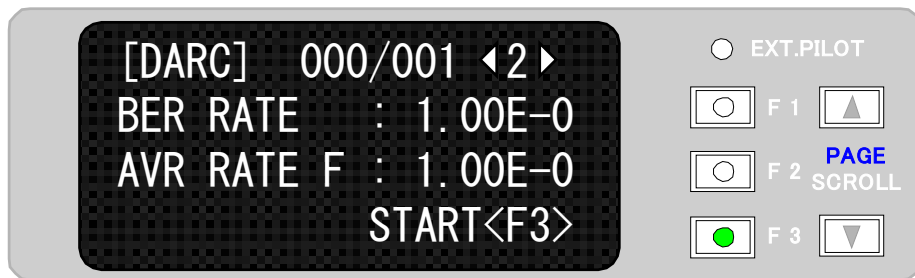 [DARC] 000/001 ◀2▶
BER RATE : 1.00E-0
AVR RATE F : 1.00E-0
START<F3>
EXT.PILOT
F 1
F 2
F 3
PAGE
SCROLL